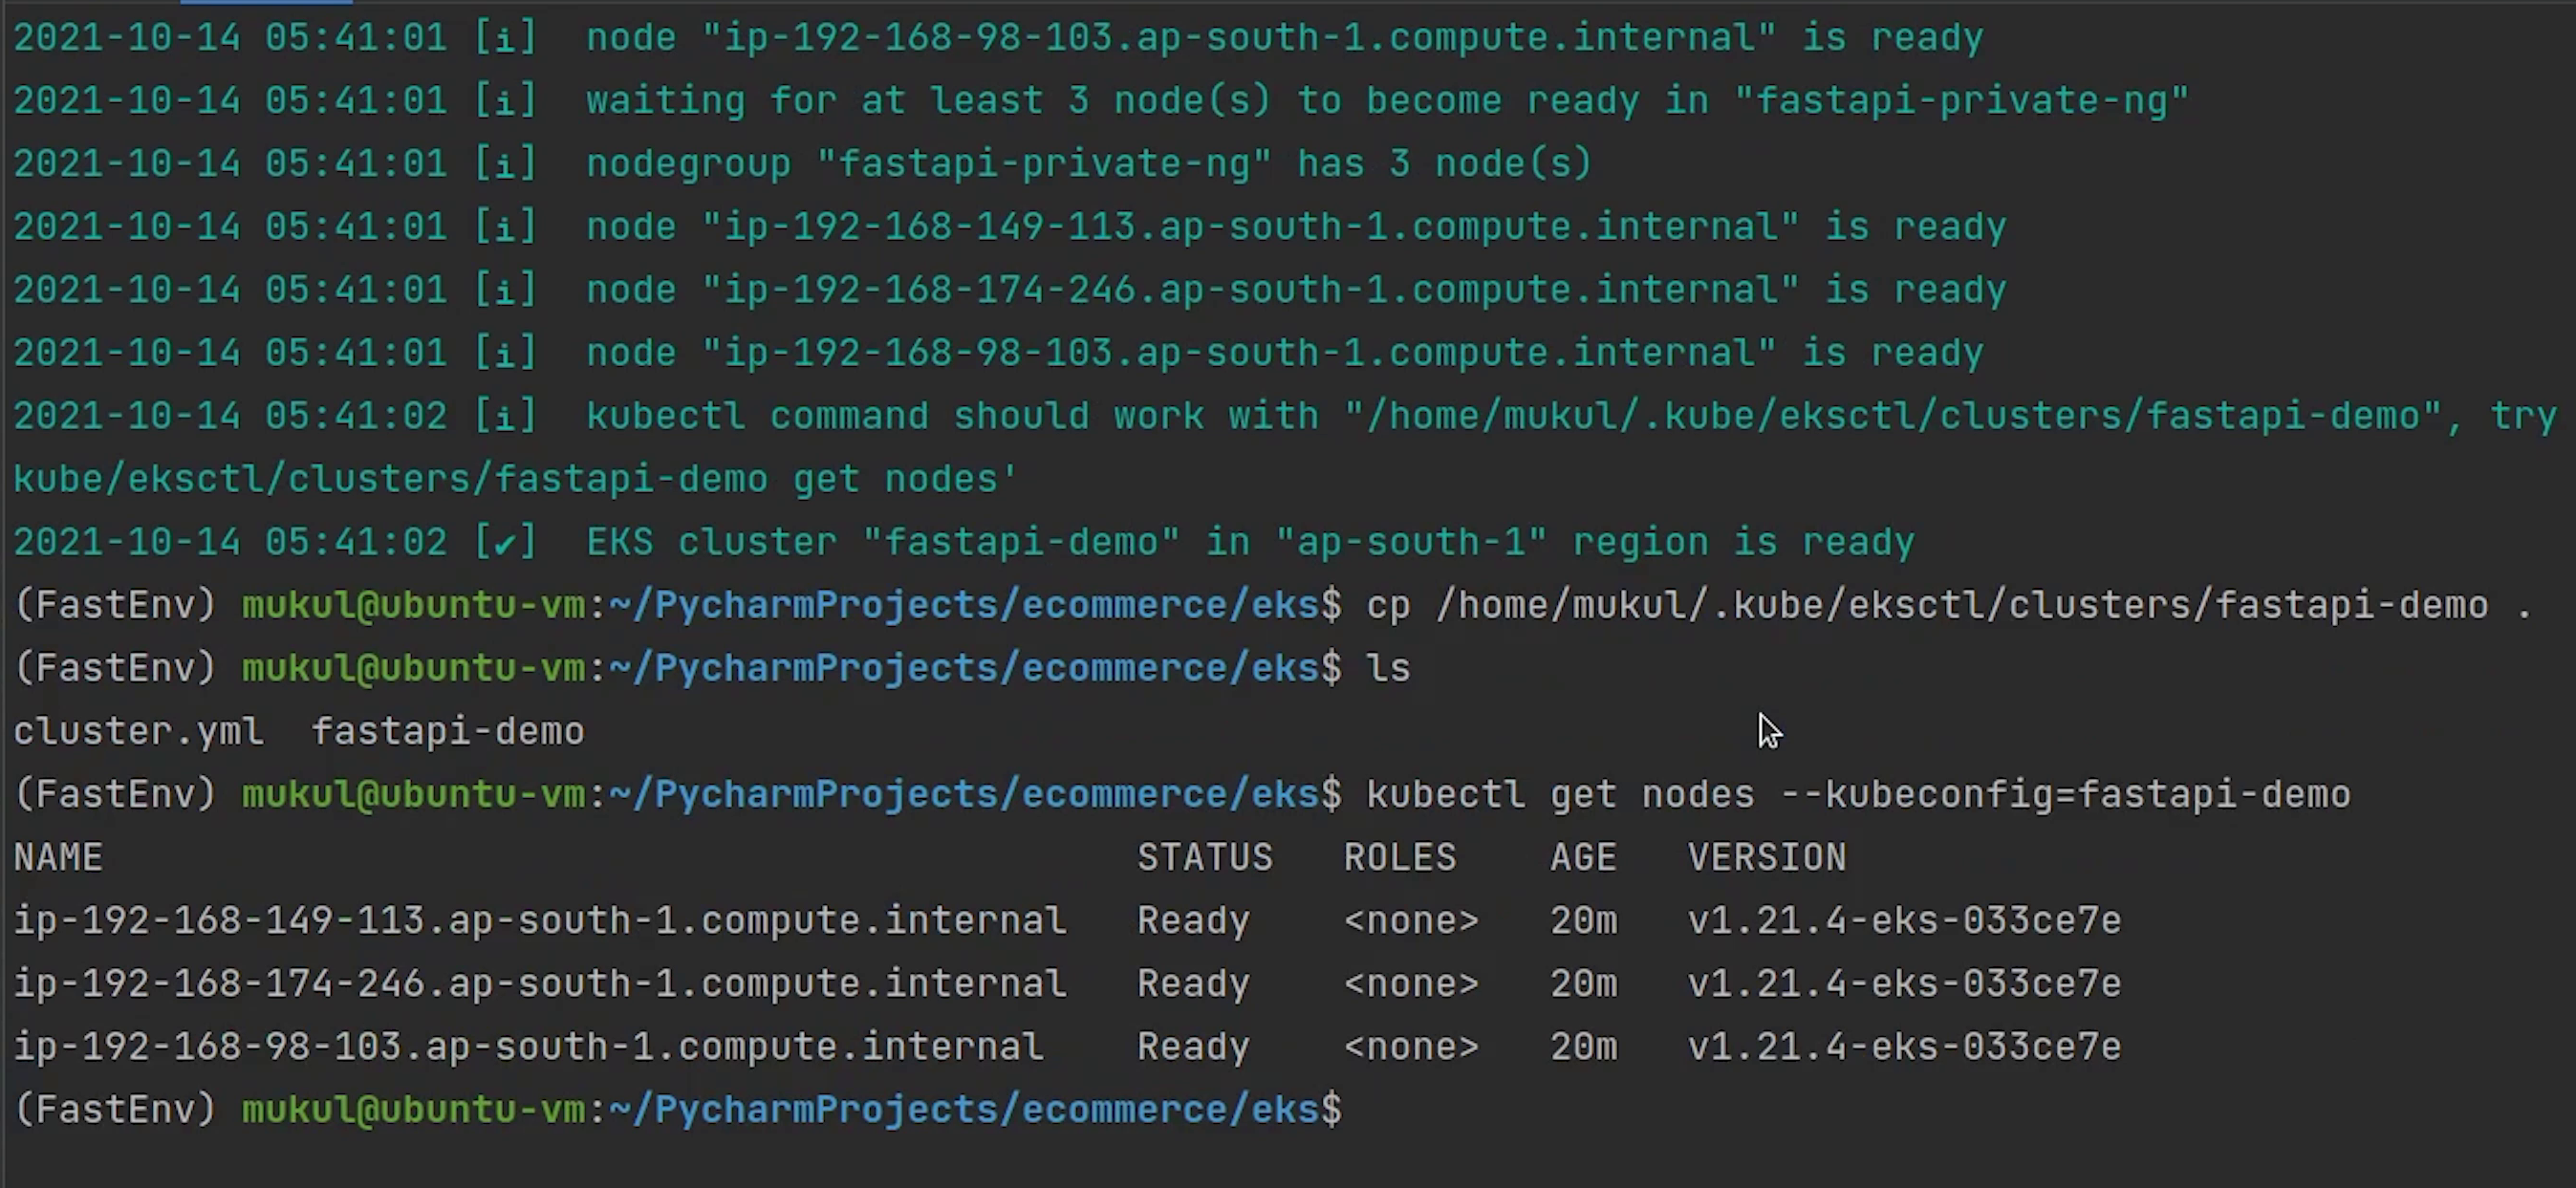 2021-10-14 05:41:01 [i]  node "ip-192-168-98-103.ap-south-1.compute.internal" is ready
2021-10-14 05:41:01 [i]  waiting for at least 3 node(s) to become ready in "fastapi-private-ng"
2021-10-14 05:41:01 [i]  nodegroup "fastapi-private-ng" has 3 node(s)
2021-10-14 05:41:01 [i]  node "ip-192-168-149-113.ap-south-1.compute.internal" is ready
2021-10-14 05:41:01 [i]  node "ip-192-168-174-246.ap-south-1.compute.internal" is ready
2021-10-14 05:41:01 [i]  node "ip-192-168-98-103.ap-south-1.compute.internal" is ready
2021-10-14 05:41:02 [i]  kubectl command should work with "/home/mukul/.kube/eksctl/clusters/fastapi-demo", try
kube/eksctl/clusters/fastapi-demo get nodes'
2021-10-14 05:41:02 [✔]  EKS cluster "fastapi-demo" in "ap-south-1" region is ready
(FastEnv) mukul@ubuntu-vm:~/PycharmProjects/ecommerce/eks$ cp /home/mukul/.kube/eksctl/clusters/fastapi-demo .
(FastEnv) mukul@ubuntu-vm:~/PycharmProjects/ecommerce/eks$ ls
cluster.yml  fastapi-demo
(FastEnv) mukul@ubuntu-vm:~/PycharmProjects/ecommerce/eks$ kubectl get nodes --kubeconfig=fastapi-demo
NAME                                             STATUS   ROLES    AGE   VERSION
ip-192-168-149-113.ap-south-1.compute.internal   Ready    <none>   20m   v1.21.4-eks-033ce7e
ip-192-168-174-246.ap-south-1.compute.internal   Ready    <none>   20m   v1.21.4-eks-033ce7e
ip-192-168-98-103.ap-south-1.compute.internal    Ready    <none>   20m   v1.21.4-eks-033ce7e
(FastEnv) mukul@ubuntu-vm:~/PycharmProjects/ecommerce/eks$